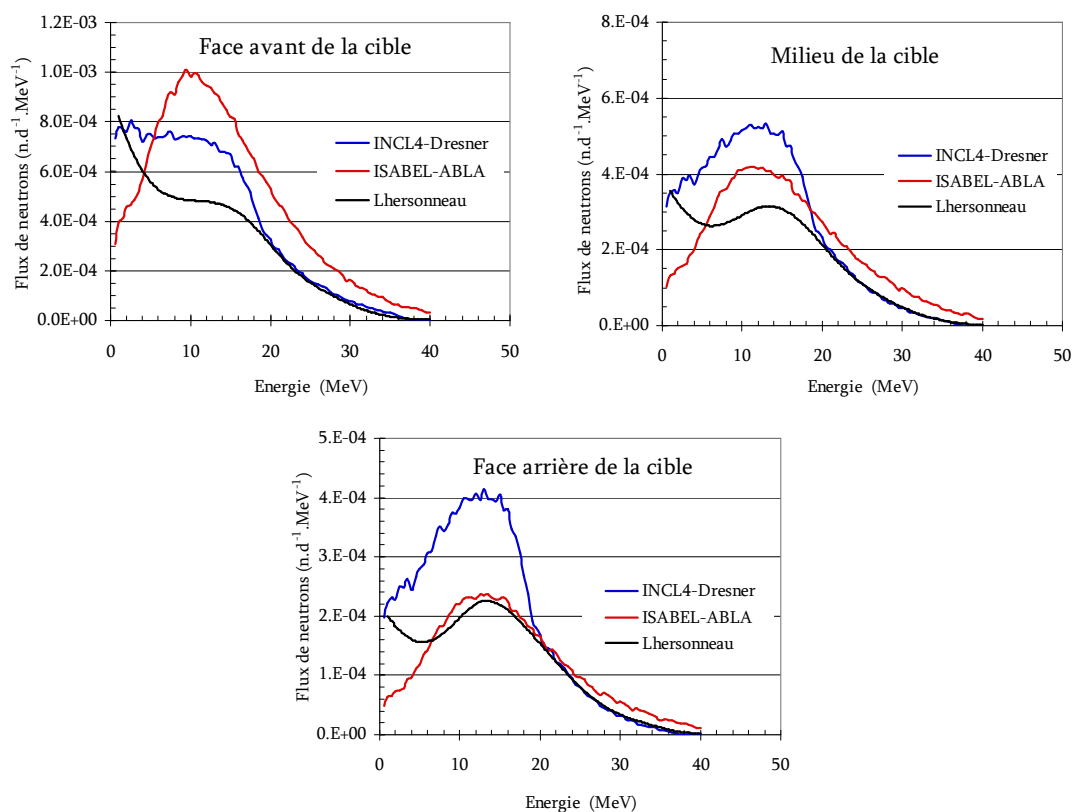 Face avant de la cible
Flux de neutrons (n.d⁻¹.MeV⁻¹)
1.2E-03
1.0E-03
8.0E-04
6.0E-04
4.0E-04
2.0E-04
0.0E+00
INCL4-Dresner
ISABEL-ABLA
Lhersonneau
0 10 20 30 40 50
Energie (MeV)
Milieu de la cible
Flux de neutrons (n.d⁻¹.MeV⁻¹)
8.E-04
6.E-04
4.E-04
2.E-04
0.E+00
INCL4-Dresner
ISABEL-ABLA
Lhersonneau
0 10 20 30 40 50
Energie (MeV)
Face arrière de la cible
Flux de neutrons (n.d⁻¹.MeV⁻¹)
5.E-04
4.E-04
3.E-04
2.E-04
1.E-04
0.E+00
INCL4-Dresner
ISABEL-ABLA
Lhersonneau
0 10 20 30 40 50
Energie (MeV)